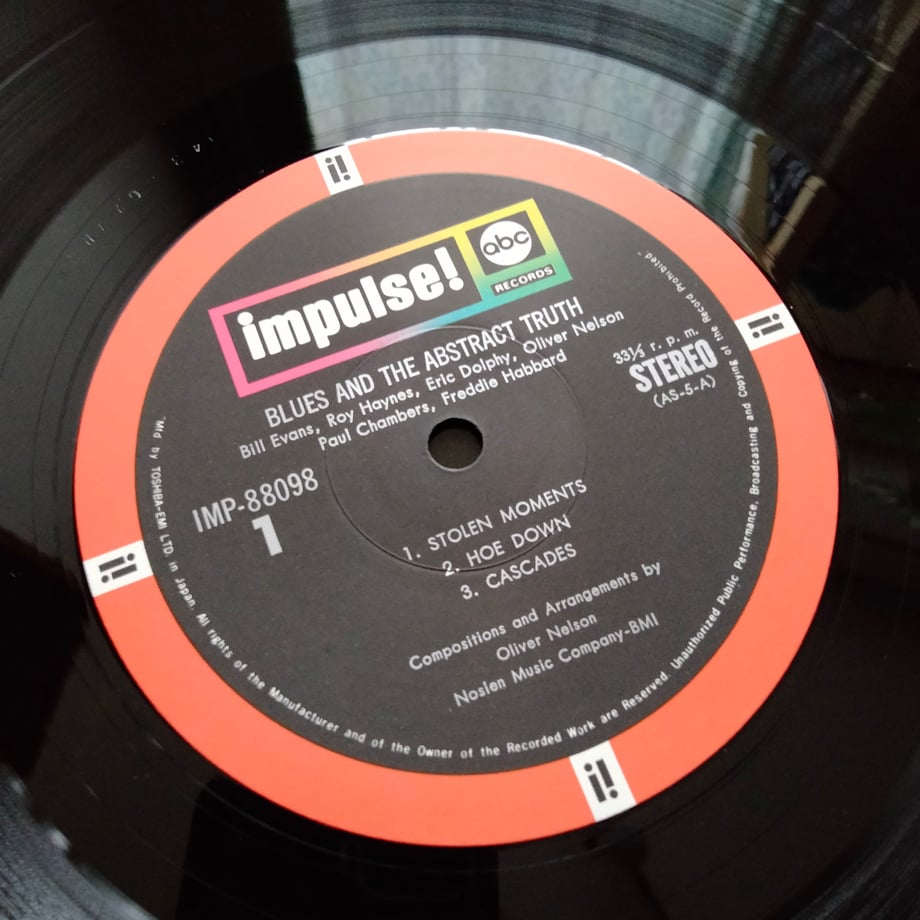 impulse!
abc
RECORDS
BLUES AND THE ABSTRACT TRUTH
Bill Evans, Roy Haynes, Eric Dolphy, Oliver Nelson
Paul Chambers, Freddie Habbard
33⅓ r. p. m.
STEREO
(AS-5-A)
IMP-88098
1
1. STOLEN MOMENTS
2. HOE DOWN
3. CASCADES
Compositions and Arrangements by
Oliver Nelson
Noslen Music Company-BMI
"Mfd by TOSHIBA-EMI LTD. in Japan. All rights of the Manufacturer and of the Owner of the Recorded Work are Reserved. Unauthorized Public Performance, Broadcasting and Copying of the Record Prohibited"
i!
i!
i!
i!